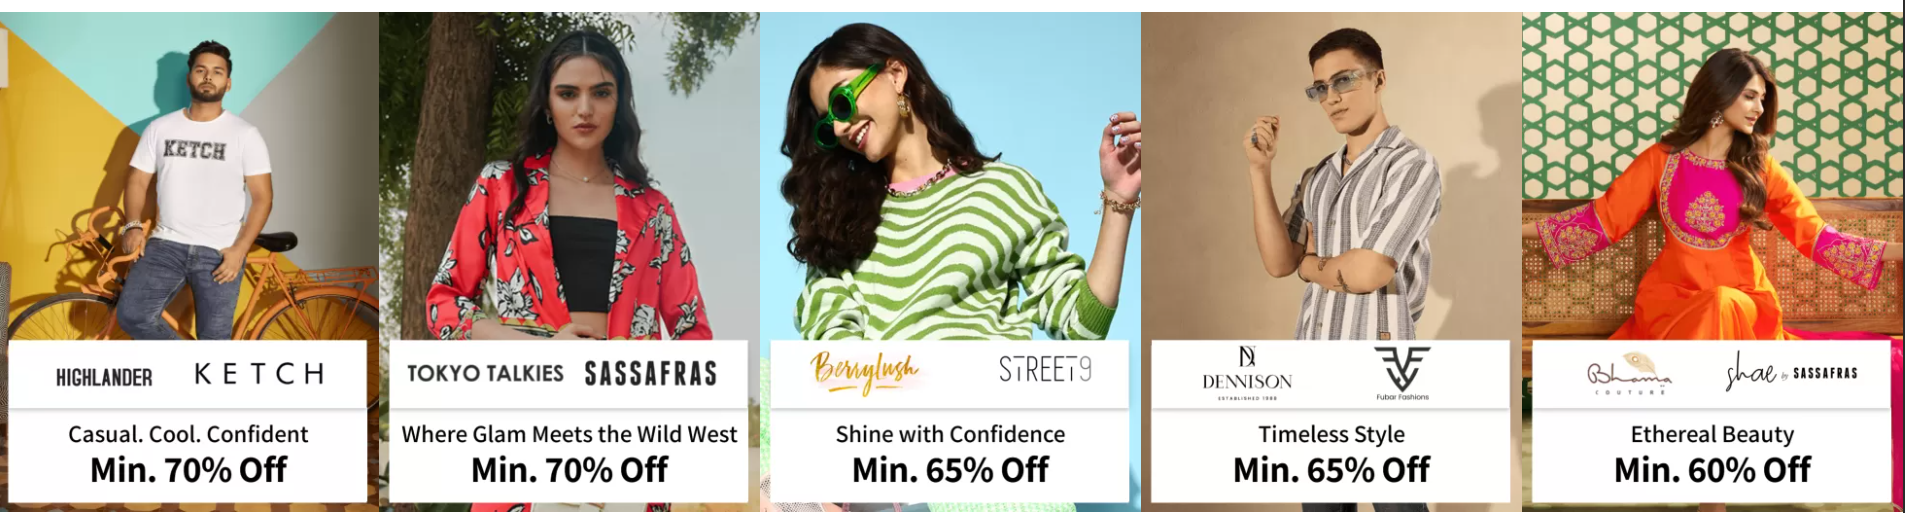 KETCH
HIGHLANDER KETCH
Casual. Cool. Confident
Min. 70% Off
TOKYO TALKIES SASSAFRAS
Where Glam Meets the Wild West
Min. 70% Off
Berrylush STREET9
Shine with Confidence
Min. 65% Off
DENNISON
ESTABLISHED 1988
Fubar Fashions
Timeless Style
Min. 65% Off
Bhama
COUTURE
shae by SASSAFRAS
Ethereal Beauty
Min. 60% Off